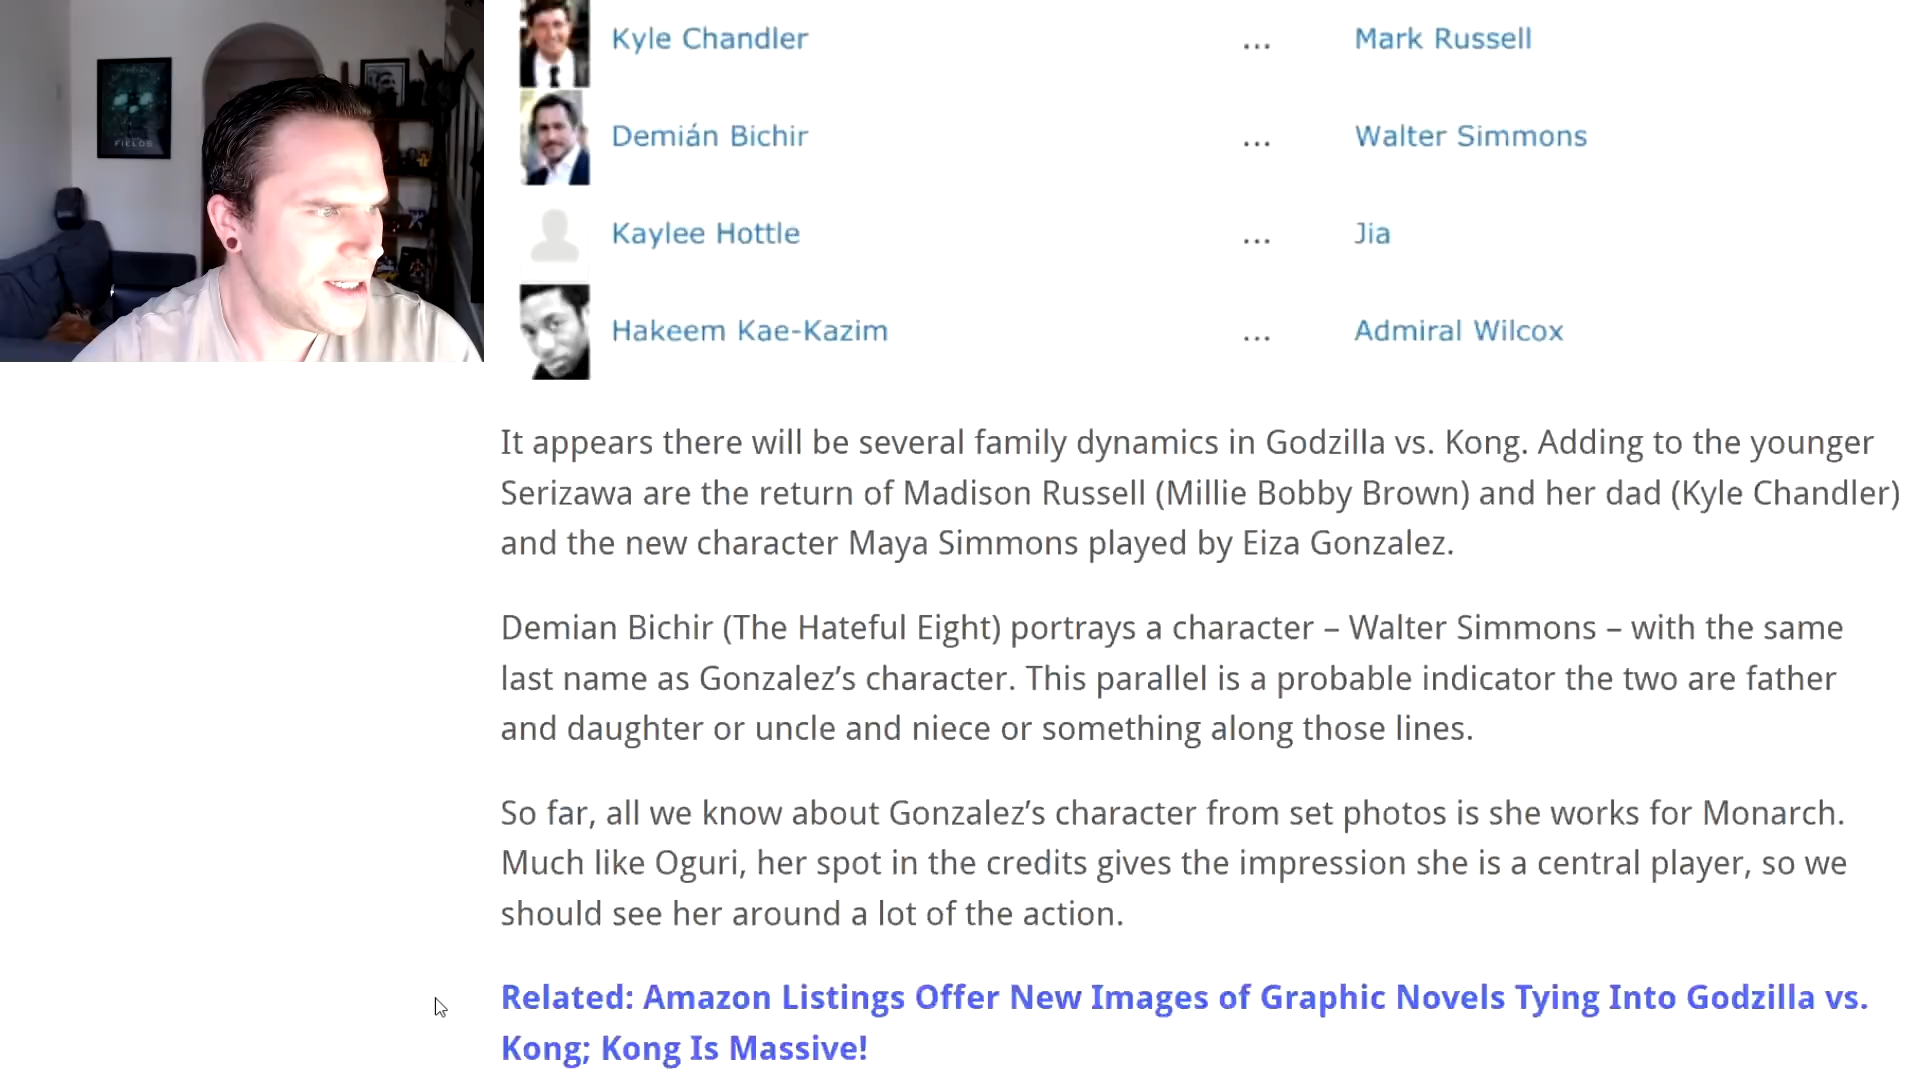 FIELDS
Kyle Chandler ... Mark Russell
Demián Bichir ... Walter Simmons
Kaylee Hottle ... Jia
Hakeem Kae-Kazim ... Admiral Wilcox
It appears there will be several family dynamics in Godzilla vs. Kong. Adding to the younger
Serizawa are the return of Madison Russell (Millie Bobby Brown) and her dad (Kyle Chandler)
and the new character Maya Simmons played by Eiza Gonzalez.
Demian Bichir (The Hateful Eight) portrays a character – Walter Simmons – with the same
last name as Gonzalez’s character. This parallel is a probable indicator the two are father
and daughter or uncle and niece or something along those lines.
So far, all we know about Gonzalez’s character from set photos is she works for Monarch.
Much like Oguri, her spot in the credits gives the impression she is a central player, so we
should see her around a lot of the action.
Related: Amazon Listings Offer New Images of Graphic Novels Tying Into Godzilla vs.
Kong; Kong Is Massive!